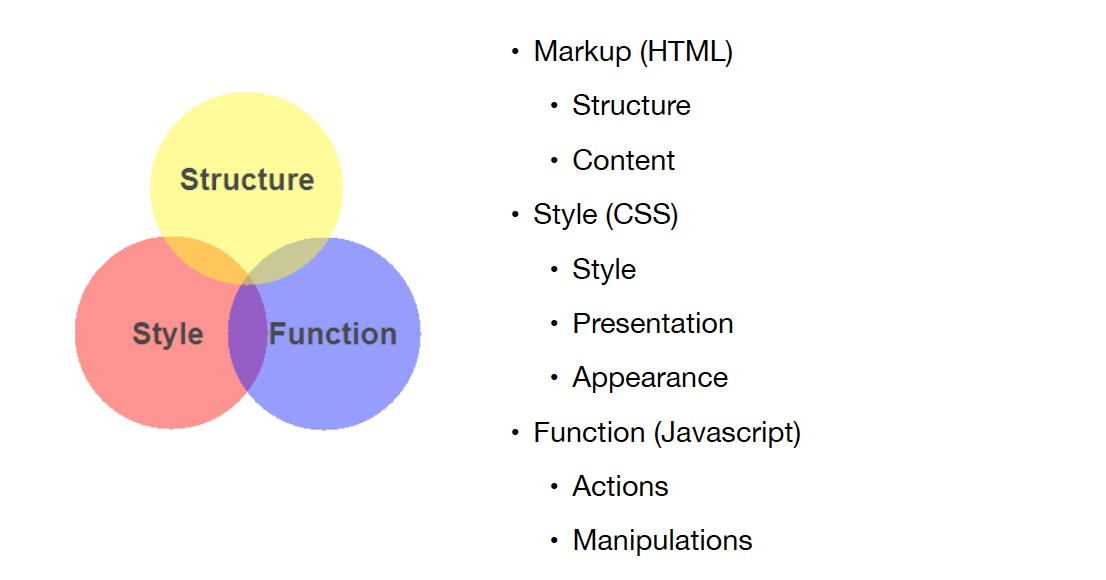 Structure
Style
Function
• Markup (HTML)
• Structure
• Content
• Style (CSS)
• Style
• Presentation
• Appearance
• Function (Javascript)
• Actions
• Manipulations